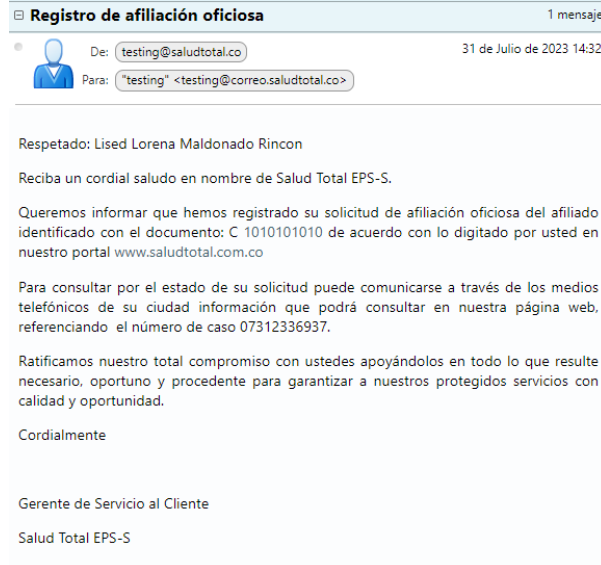 Registro de afiliación oficiosa 1 mensaje
De: testing@saludtotal.co 31 de Julio de 2023 14:32
Para: "testing" <testing@correo.saludtotal.co>
Respetado: Lised Lorena Maldonado Rincon
Reciba un cordial saludo en nombre de Salud Total EPS-S.
Queremos informar que hemos registrado su solicitud de afiliación oficiosa del afiliado
identificado con el documento: C 1010101010 de acuerdo con lo digitado por usted en
nuestro portal www.saludtotal.com.co
Para consultar por el estado de su solicitud puede comunicarse a través de los medios
telefónicos de su ciudad información que podrá consultar en nuestra página web,
referenciando el número de caso 07312336937.
Ratificamos nuestro total compromiso con ustedes apoyándolos en todo lo que resulte
necesario, oportuno y procedente para garantizar a nuestros protegidos servicios con
calidad y oportunidad.
Cordialmente
Gerente de Servicio al Cliente
Salud Total EPS-S